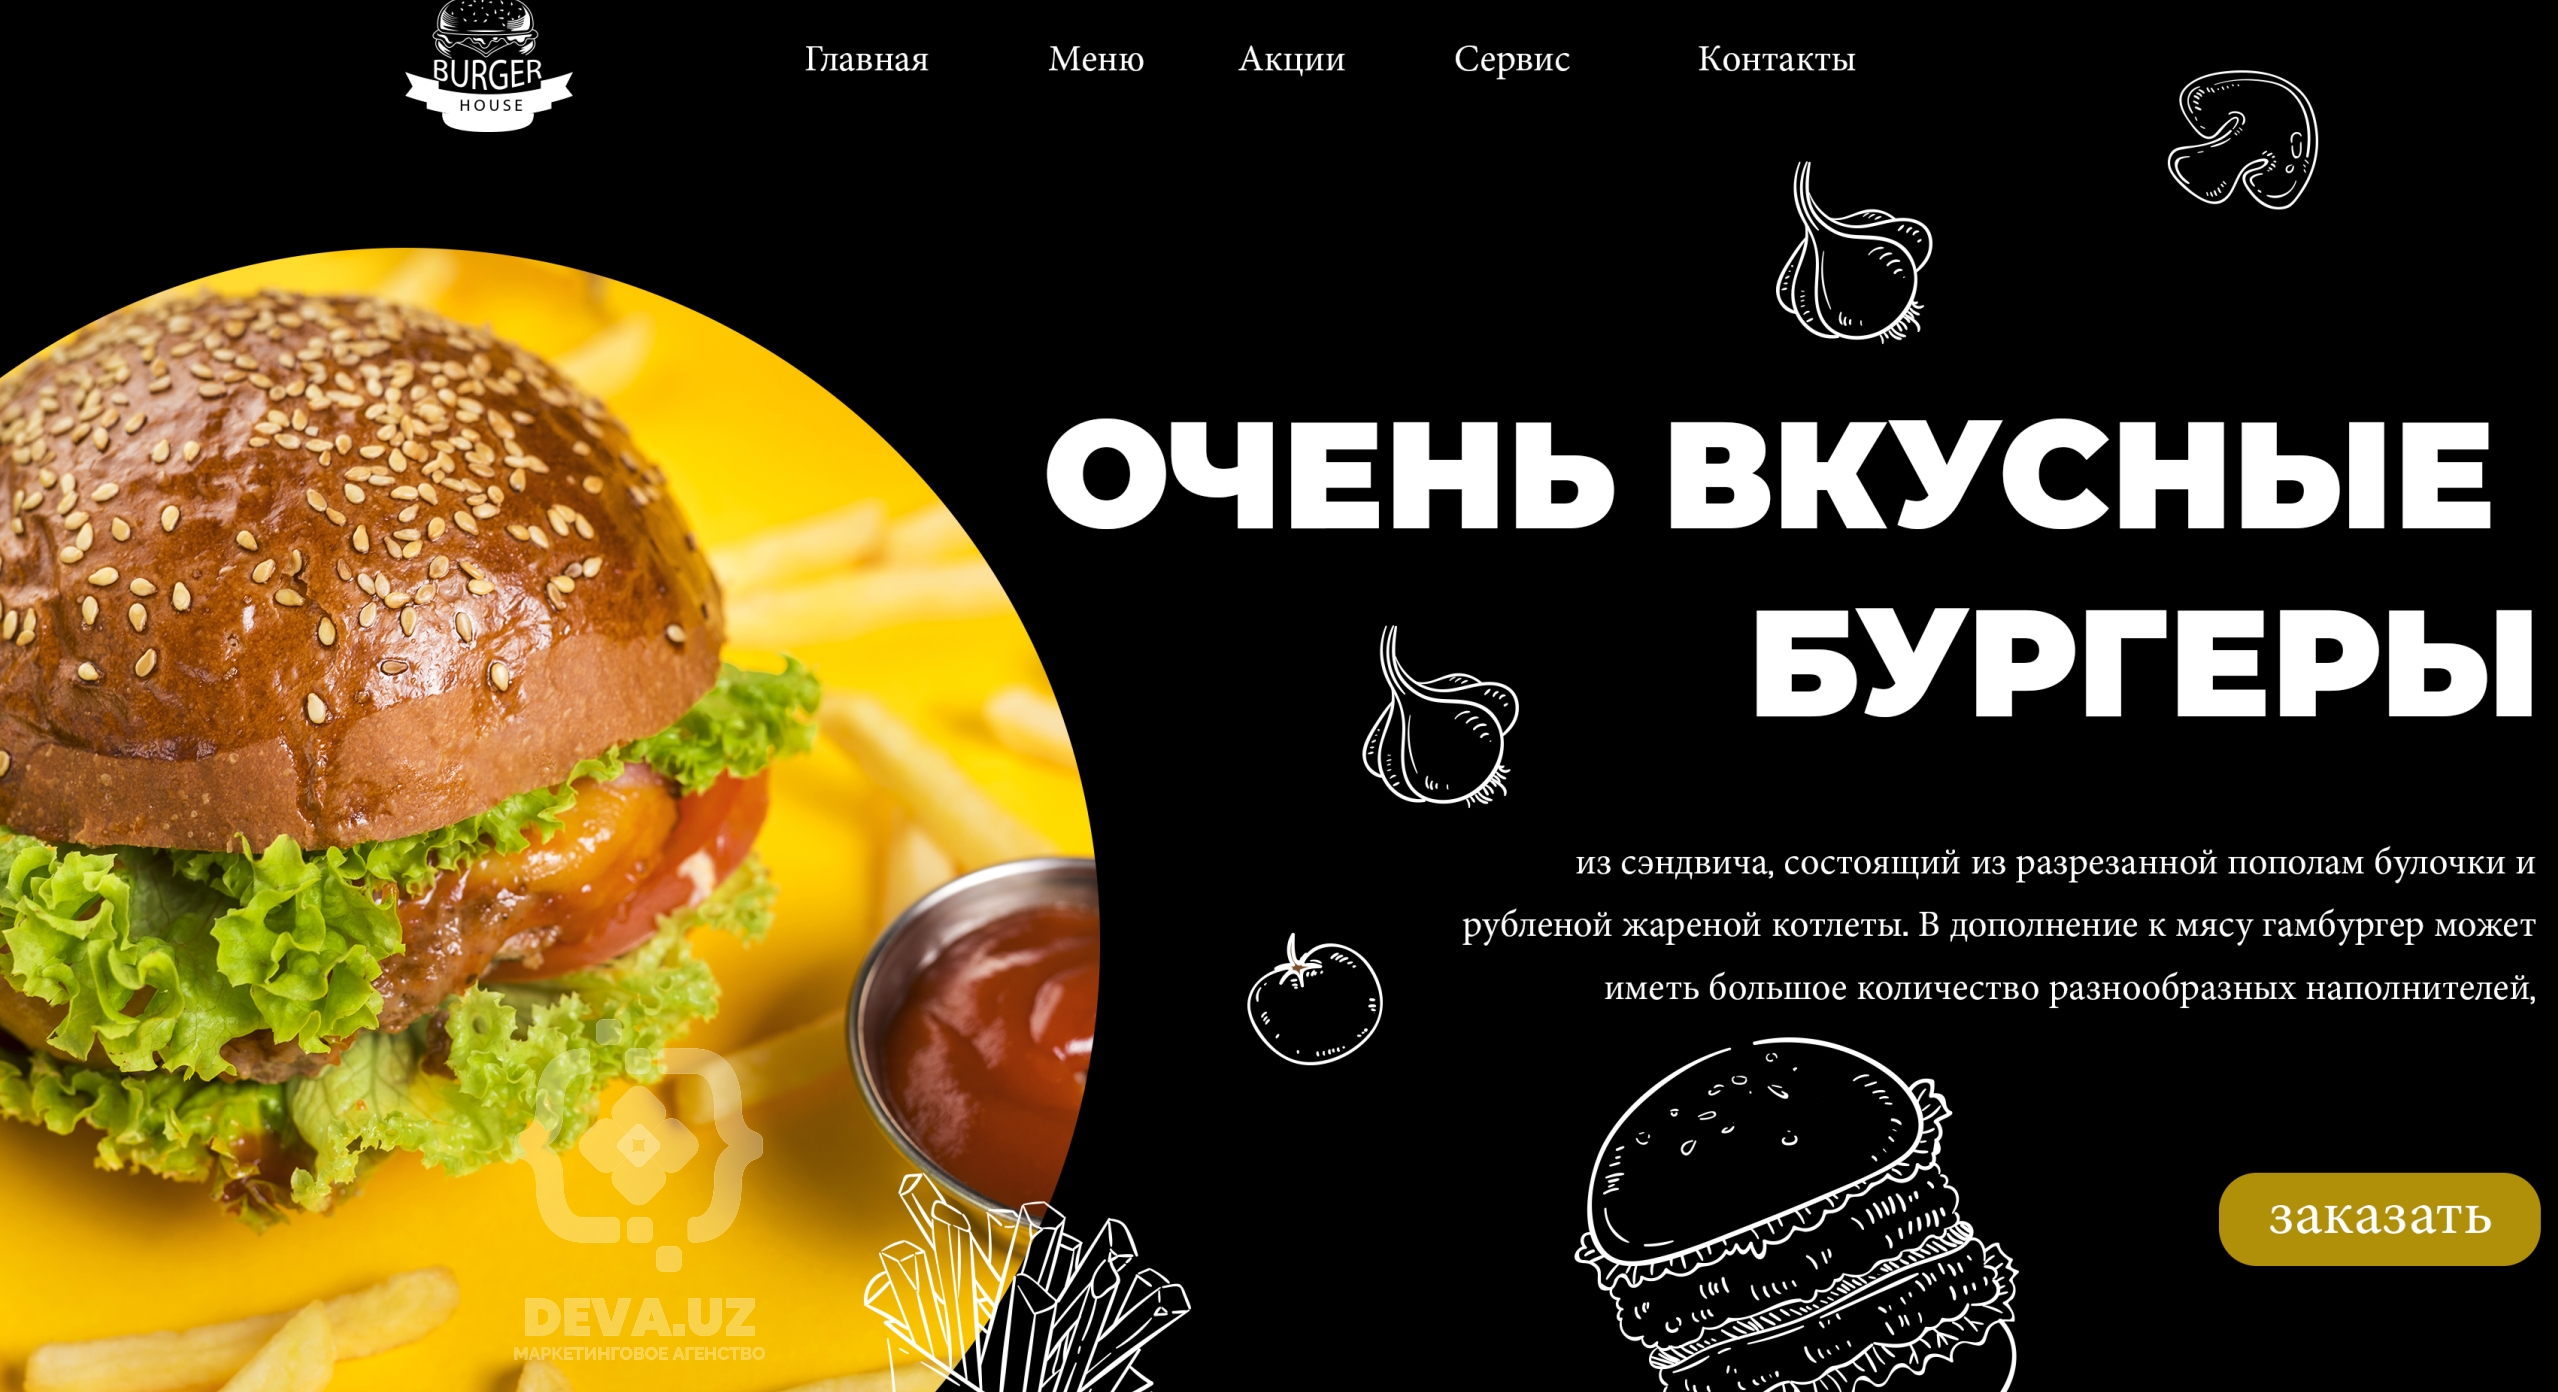 BURGER
HOUSE
Главная Меню Акции Сервис Контакты
ОЧЕНЬ ВКУСНЫЕ
БУРГЕРЫ
из сэндвича, состоящий из разрезанной пополам булочки и
рубленой жареной котлеты. В дополнение к мясу гамбургер может
иметь большое количество разнообразных наполнителей,
заказать
DEVA.UZ
МАРКЕТИНГОВОЕ АГЕНСТВО